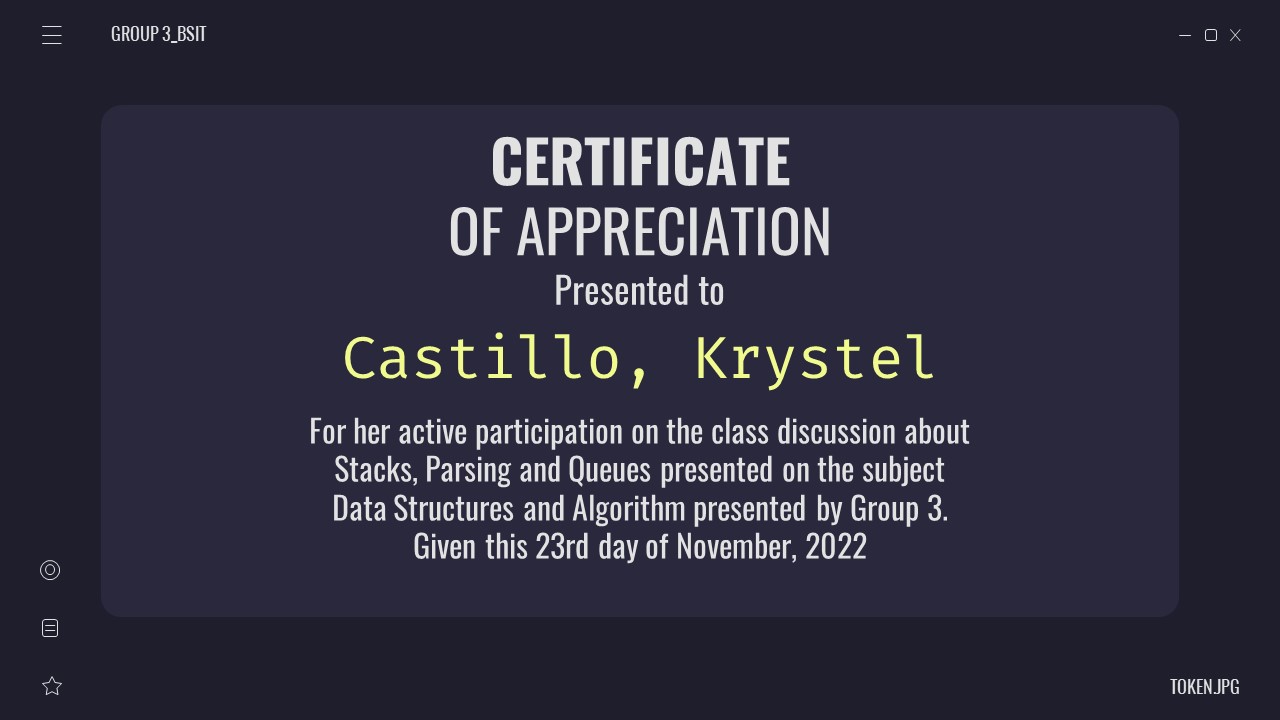 GROUP 3_BSIT
CERTIFICATE
OF APPRECIATION
Presented to
Castillo, Krystel
For her active participation on the class discussion about
Stacks, Parsing and Queues presented on the subject
Data Structures and Algorithm presented by Group 3.
Given this 23rd day of November, 2022
TOKEN.JPG